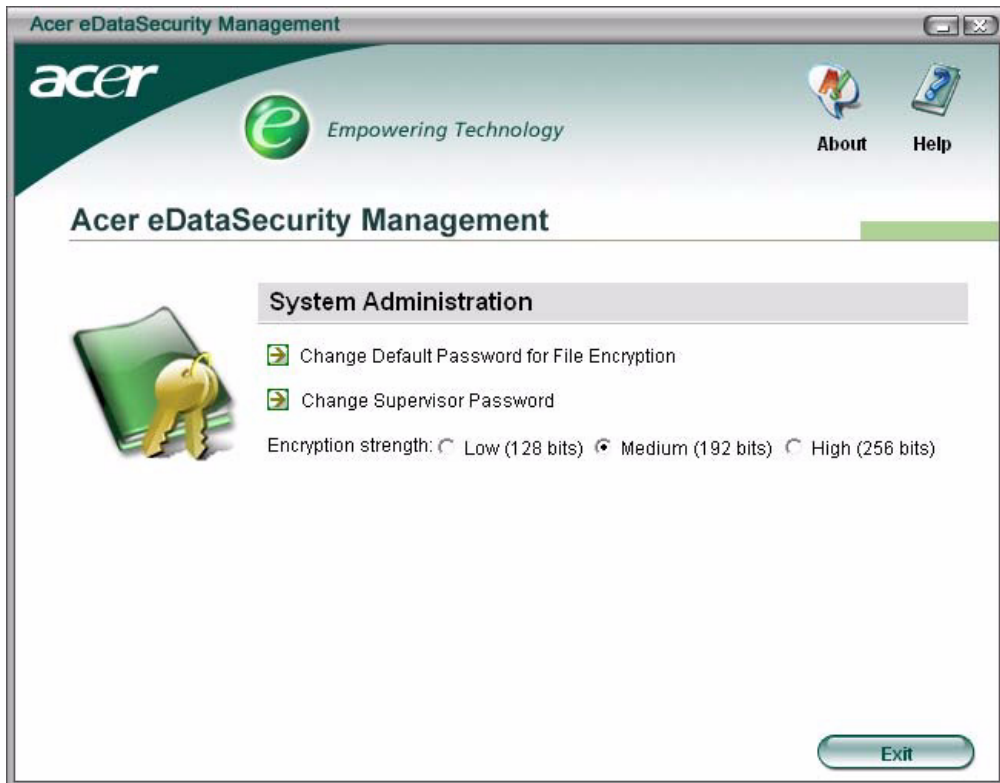 Acer eDataSecurity Management
acer
e Empowering Technology
About Help
Acer eDataSecurity Management
System Administration
Change Default Password for File Encryption
Change Supervisor Password
Encryption strength: Low (128 bits) Medium (192 bits) High (256 bits)
Exit